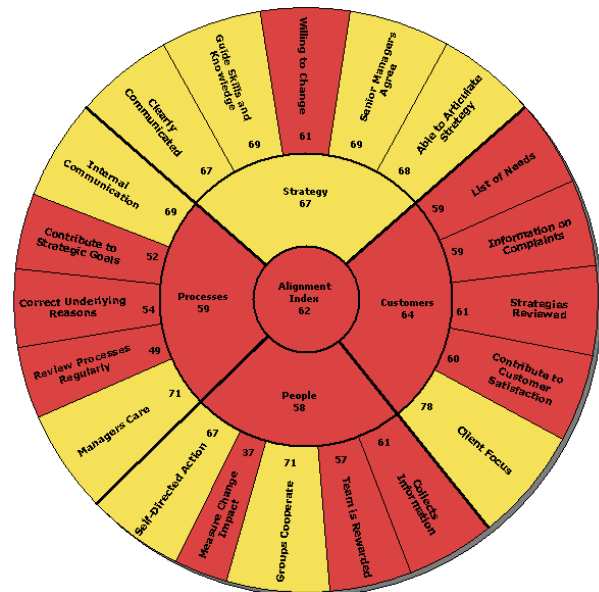 Alignment
Index
62
Strategy
67
Clearly
Communicated
67
Guide Skills and
Knowledge
69
Willing to Change
61
Senior Managers
Agree
69
Able to Articulate
Stretegy
68
Customers
64
List of Needs
59
Information on
Complaints
59
Strategies
Reviewed
61
Contribute to
Customer
Satisfaction
60
Client Focus
78
People
58
Collects
Information
61
Team is Rewarded
57
Groups Cooperate
71
Measure Change
Impact
37
Self-Directed Action
67
Processes
59
Managers Care
71
Review Processes
Regularly
49
Correct Underlying
Reasons
54
Contribute to
Strategic Goals
52
Internal
Communication
69